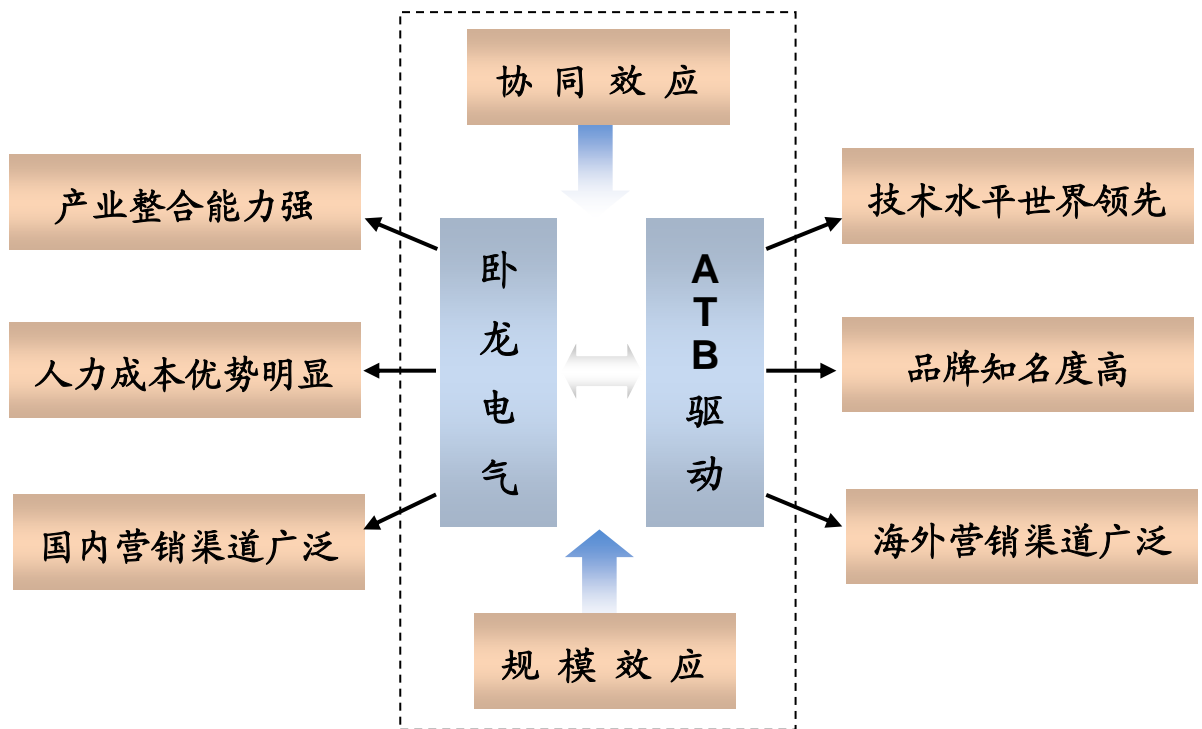 协同效应
产业整合能力强
人力成本优势明显
国内营销渠道广泛
卧龙电气
ATB驱动
技术水平世界领先
品牌知名度高
海外营销渠道广泛
规模效应